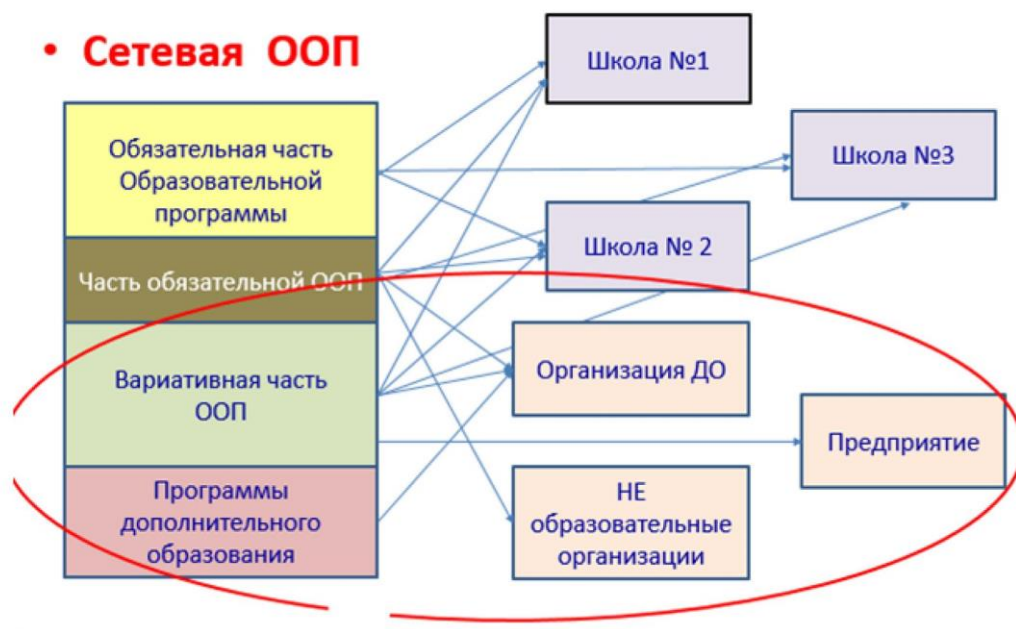 • Сетевая ООП
Обязательная часть
Образовательной
программы
Часть обязательной ООП
Вариативная часть
ООП
Программы
дополнительного
образования
Школа №1
Школа №3
Школа № 2
Организация ДО
Предприятие
НЕ
образовательные
организации